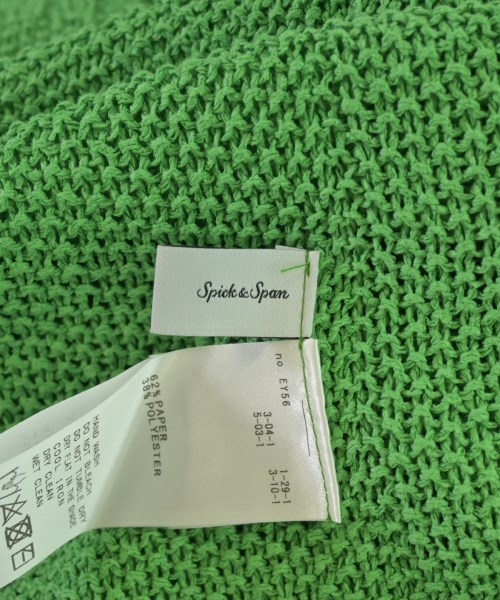 Spick & Span
no. EY56
3-04-1 1-29-1
5-03-1 3-10-1
62% PAPER
38% POLYESTER
HAND WASH
DO NOT BLEACH
DO NOT TUMBLE DRY
DRY FLAT IN THE SHADE
COOL IRON
WET CLEAN